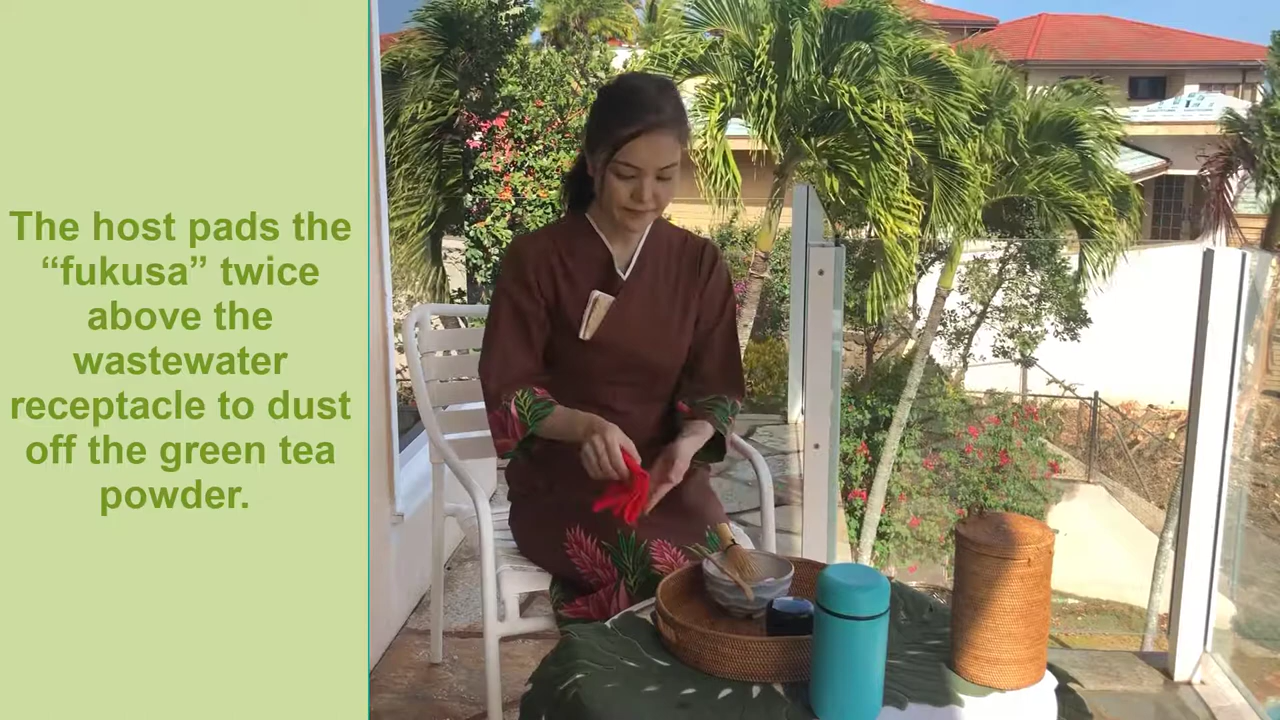 The host pads the
“fukusa” twice
above the
wastewater
receptacle to dust
off the green tea
powder.